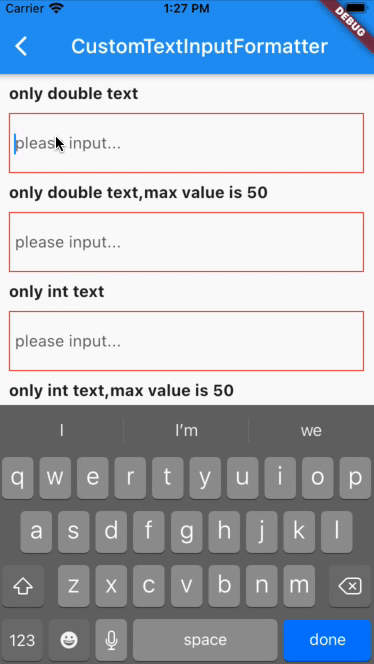 Carrier 1:27 PM
DEBUG
CustomTextInputFormatter
only double text
please input...
only double text,max value is 50
please input...
only int text
please input...
only int text,max value is 50
I I'm we
q w e r t y u i o p
a s d f g h j k l
z x c v b n m
123 space done